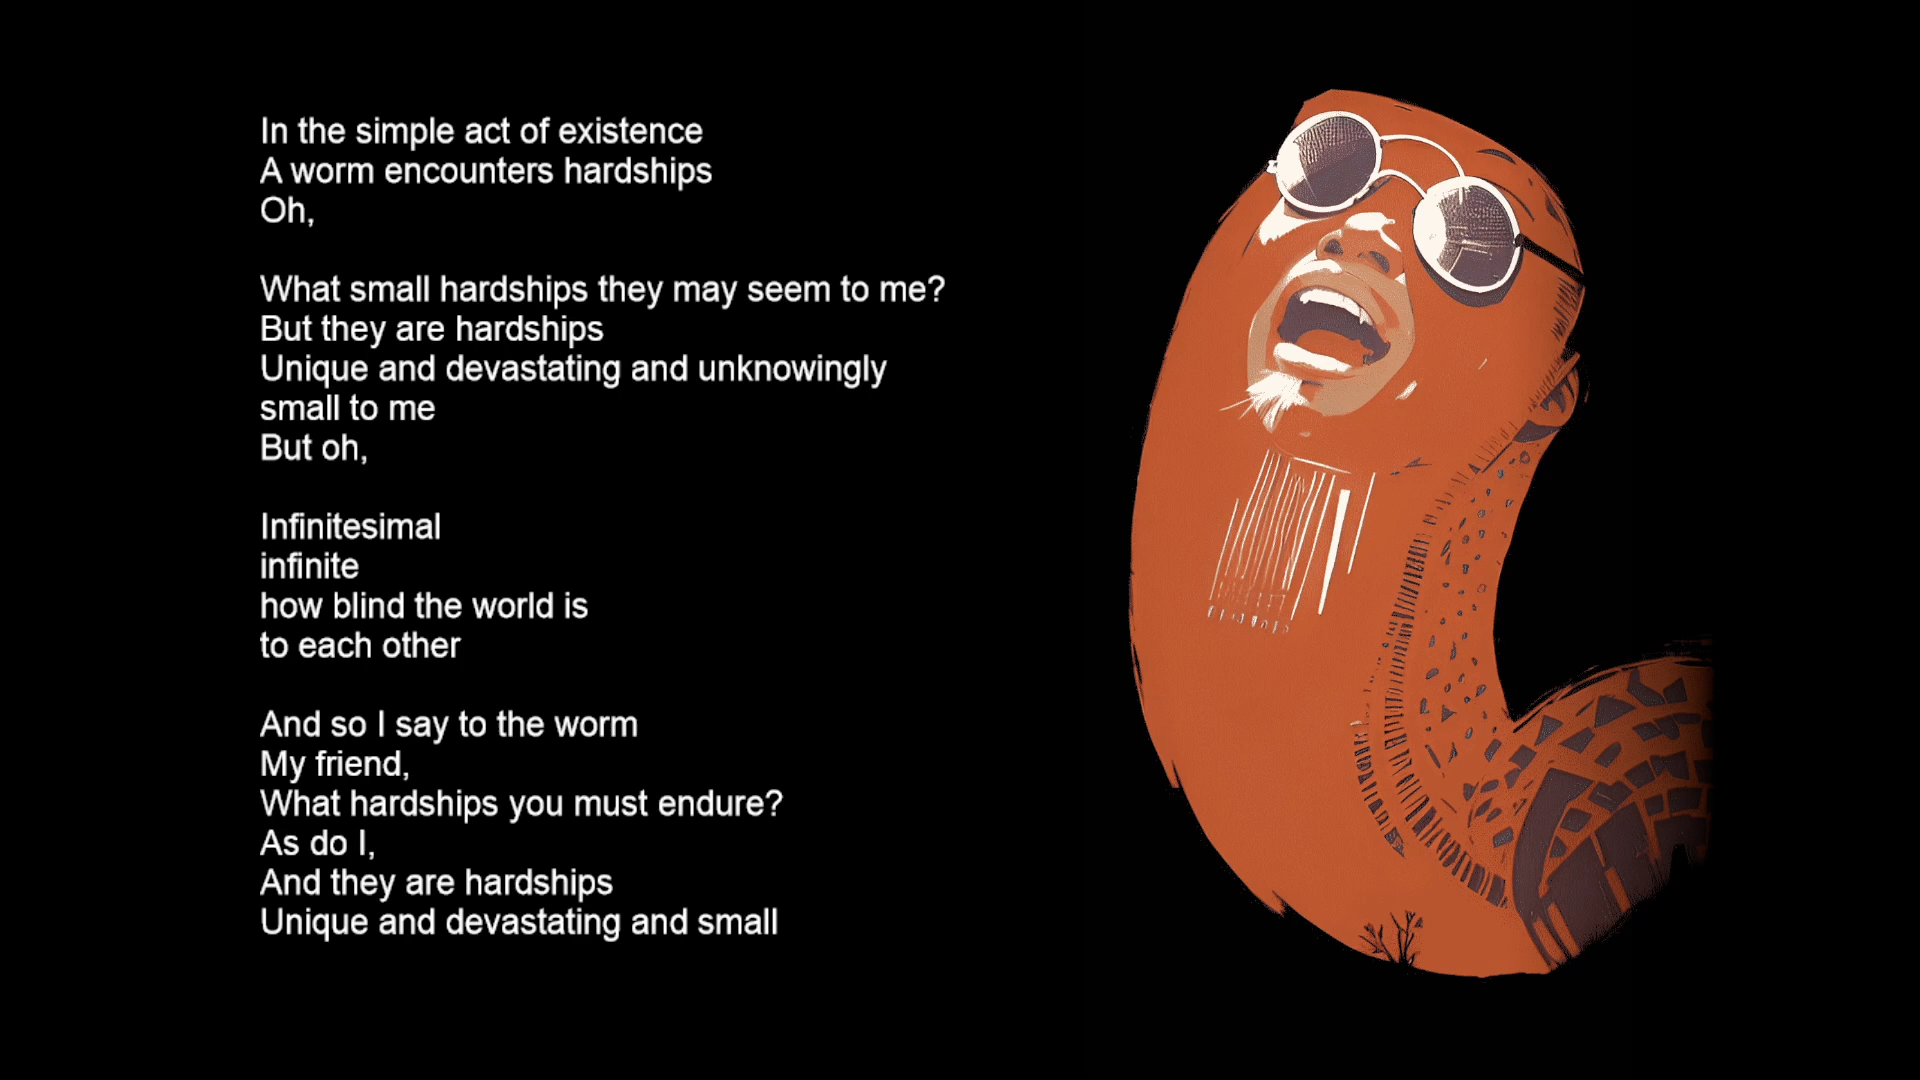 In the simple act of existence
A worm encounters hardships
Oh,
What small hardships they may seem to me?
But they are hardships
Unique and devastating and unknowingly
small to me
But oh,
Infinitesimal
infinite
how blind the world is
to each other
And so I say to the worm
My friend,
What hardships you must endure?
As do I,
And they are hardships
Unique and devastating and small